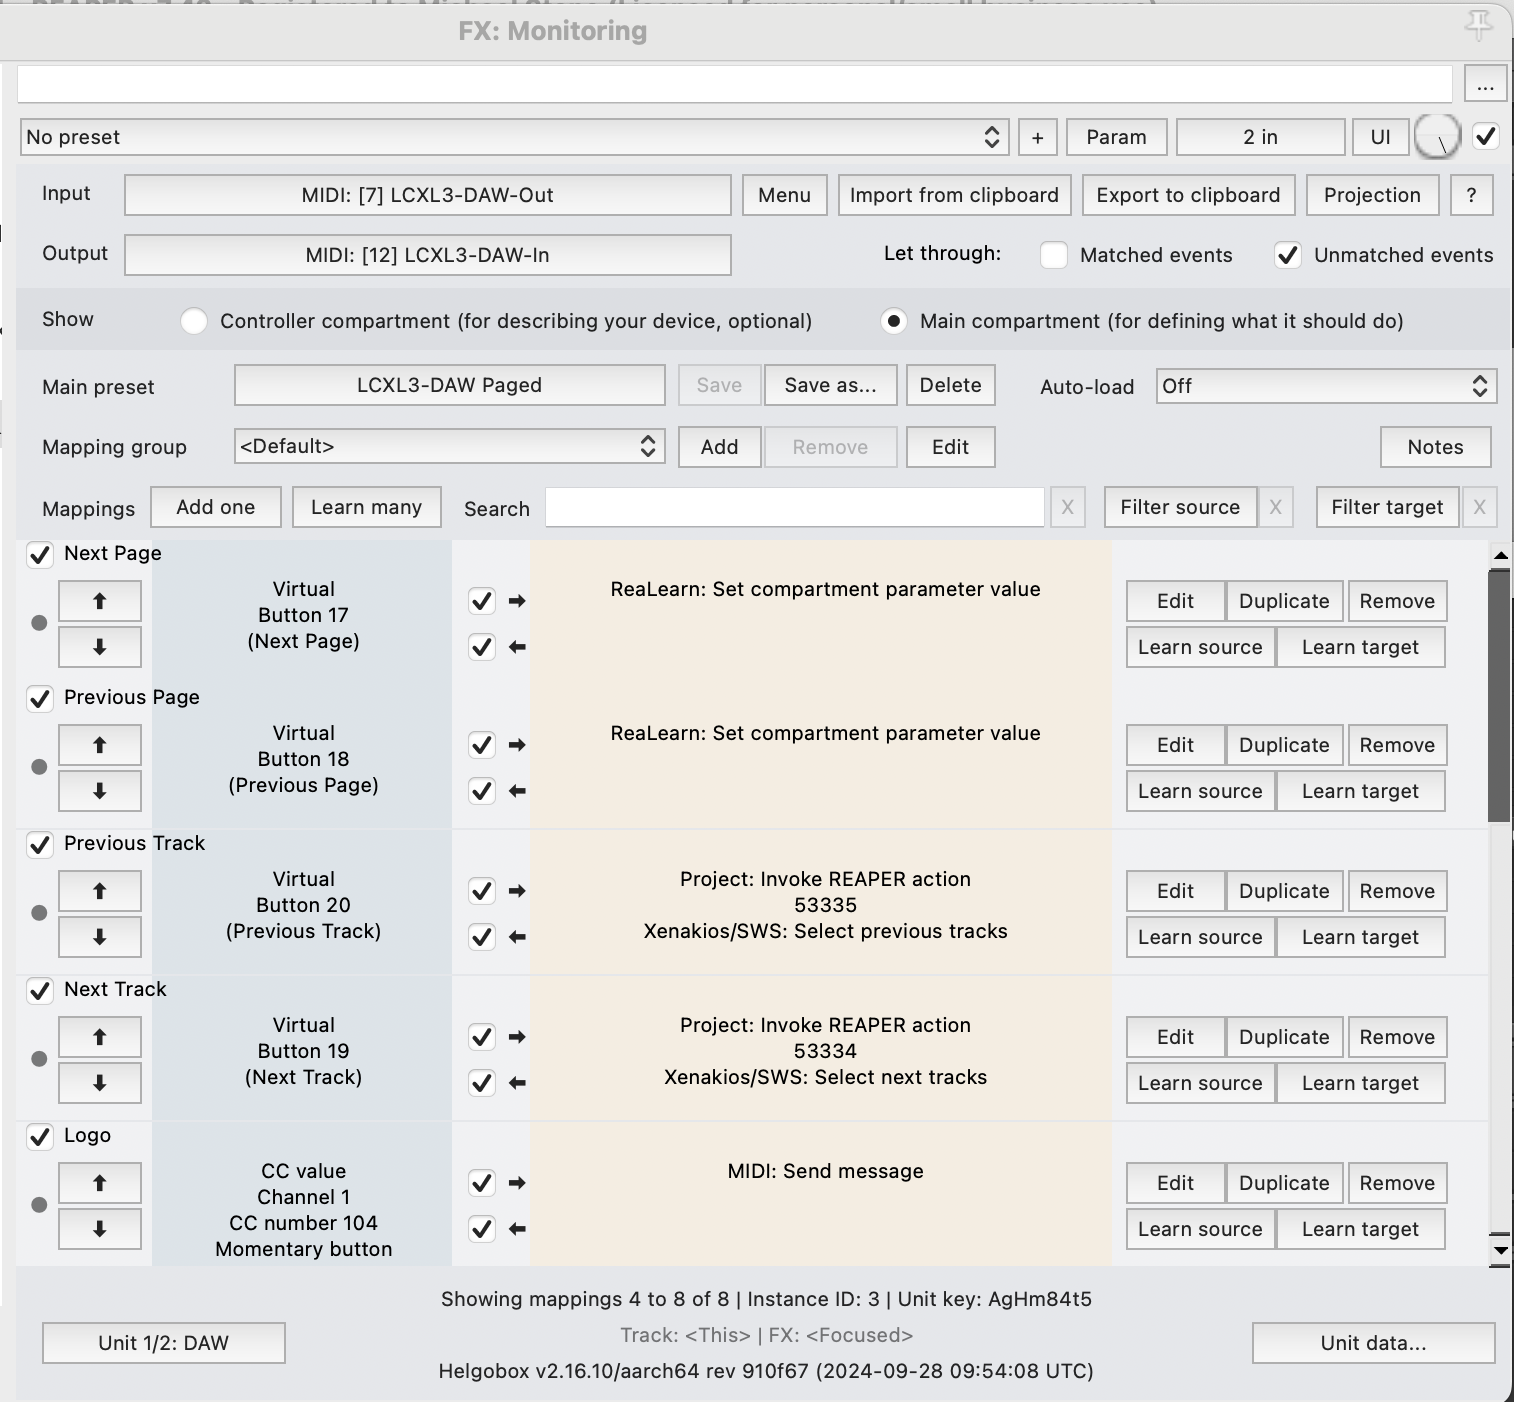 FX: Monitoring
...
No preset
+
Param
2 in
UI
Input
MIDI: [7] LCXL3-DAW-Out
Menu
Import from clipboard
Export to clipboard
Projection
?
Output
MIDI: [12] LCXL3-DAW-In
Let through:
Matched events
Unmatched events
Show
Controller compartment (for describing your device, optional)
Main compartment (for defining what it should do)
Main preset
LCXL3-DAW Paged
Save
Save as...
Delete
Auto-load
Off
Mapping group
<Default>
Add
Remove
Edit
Notes
Mappings
Add one
Learn many
Search
X
Filter source
X
Filter target
X
Next Page
Virtual
Button 17
(Next Page)
ReaLearn: Set compartment parameter value
Edit
Duplicate
Remove
Learn source
Learn target
Previous Page
Virtual
Button 18
(Previous Page)
ReaLearn: Set compartment parameter value
Edit
Duplicate
Remove
Learn source
Learn target
Previous Track
Virtual
Button 20
(Previous Track)
Project: Invoke REAPER action
53335
Xenakios/SWS: Select previous tracks
Edit
Duplicate
Remove
Learn source
Learn target
Next Track
Virtual
Button 19
(Next Track)
Project: Invoke REAPER action
53334
Xenakios/SWS: Select next tracks
Edit
Duplicate
Remove
Learn source
Learn target
Logo
CC value
Channel 1
CC number 104
Momentary button
MIDI: Send message
Edit
Duplicate
Remove
Learn source
Learn target
Showing mappings 4 to 8 of 8 | Instance ID: 3 | Unit key: AgHm84t5
Unit 1/2: DAW
Track: <This> | FX: <Focused>
Unit data...
Helgobox v2.16.10/aarch64 rev 910f67 (2024-09-28 09:54:08 UTC)